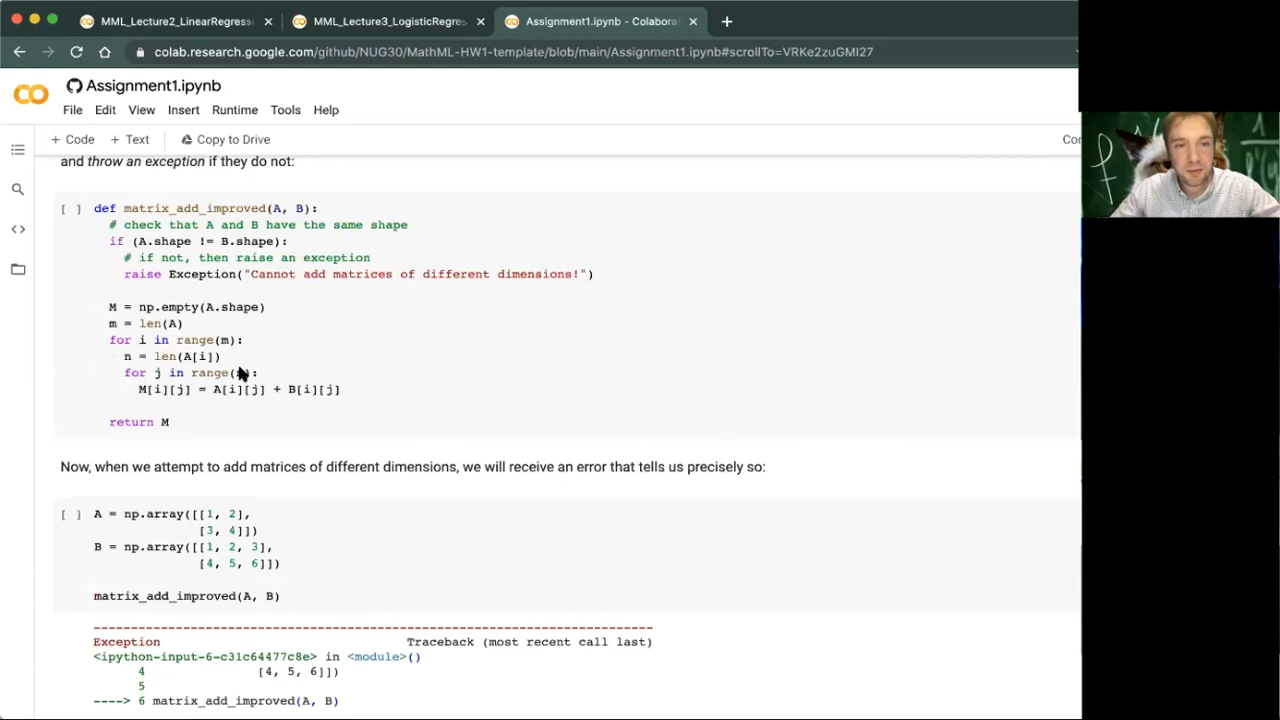 MML_Lecture2_LinearRegressi
MML_Lecture3_LogisticRegres
Assignment1.ipynb - Colabora
colab.research.google.com/github/NUG30/MathML-HW1-template/blob/main/Assignment1.ipynb#scrollTo=VRKe2zuGMI27
Assignment1.ipynb
File Edit View Insert Runtime Tools Help
+ Code + Text Copy to Drive
and throw an exception if they do not:
[ ] def matrix_add_improved(A, B):
# check that A and B have the same shape
if (A.shape != B.shape):
# if not, then raise an exception
raise Exception("Cannot add matrices of different dimensions!")
M = np.empty(A.shape)
m = len(A)
for i in range(m):
n = len(A[i])
for j in range( ):
M[i][j] = A[i][j] + B[i][j]
return M
Now, when we attempt to add matrices of different dimensions, we will receive an error that tells us precisely so:
[ ] A = np.array([[1, 2],
[3, 4]])
B = np.array([[1, 2, 3],
[4, 5, 6]])
matrix_add_improved(A, B)
---------------------------------------------------------------------------
Exception Traceback (most recent call last)
<ipython-input-6-c31c64477c8e> in <module>()
4 [4, 5, 6]])
5
----> 6 matrix_add_improved(A, B)